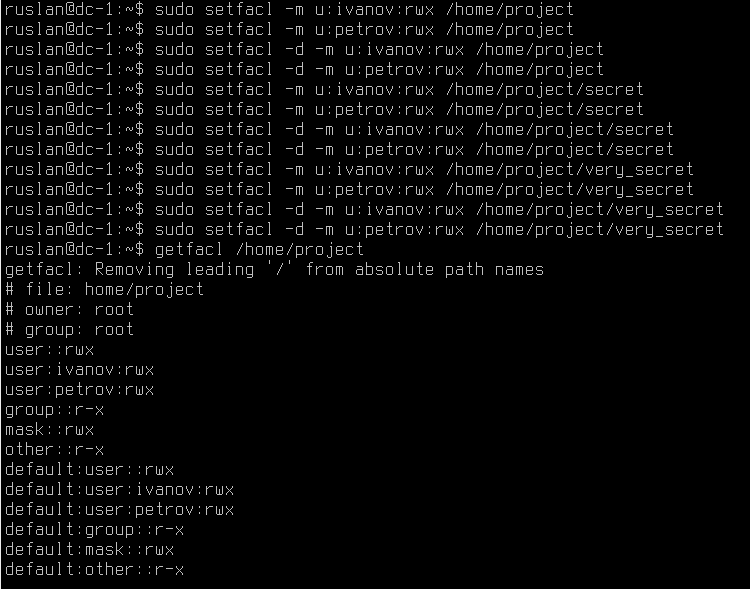 ruslan@dc-1:~$ sudo setfacl -m u:ivanov:rwx /home/project
ruslan@dc-1:~$ sudo setfacl -m u:petrov:rwx /home/project
ruslan@dc-1:~$ sudo setfacl -d -m u:ivanov:rwx /home/project
ruslan@dc-1:~$ sudo setfacl -d -m u:petrov:rwx /home/project
ruslan@dc-1:~$ sudo setfacl -m u:ivanov:rwx /home/project/secret
ruslan@dc-1:~$ sudo setfacl -m u:petrov:rwx /home/project/secret
ruslan@dc-1:~$ sudo setfacl -d -m u:ivanov:rwx /home/project/secret
ruslan@dc-1:~$ sudo setfacl -d -m u:petrov:rwx /home/project/secret
ruslan@dc-1:~$ sudo setfacl -m u:ivanov:rwx /home/project/very_secret
ruslan@dc-1:~$ sudo setfacl -m u:petrov:rwx /home/project/very_secret
ruslan@dc-1:~$ sudo setfacl -d -m u:ivanov:rwx /home/project/very_secret
ruslan@dc-1:~$ sudo setfacl -d -m u:petrov:rwx /home/project/very_secret
ruslan@dc-1:~$ getfacl /home/project
getfacl: Removing leading '/' from absolute path names
# file: home/project
# owner: root
# group: root
user::rwx
user:ivanov:rwx
user:petrov:rwx
group::r-x
mask::rwx
other::r-x
default:user::rwx
default:user:ivanov:rwx
default:user:petrov:rwx
default:group::r-x
default:mask::rwx
default:other::r-x